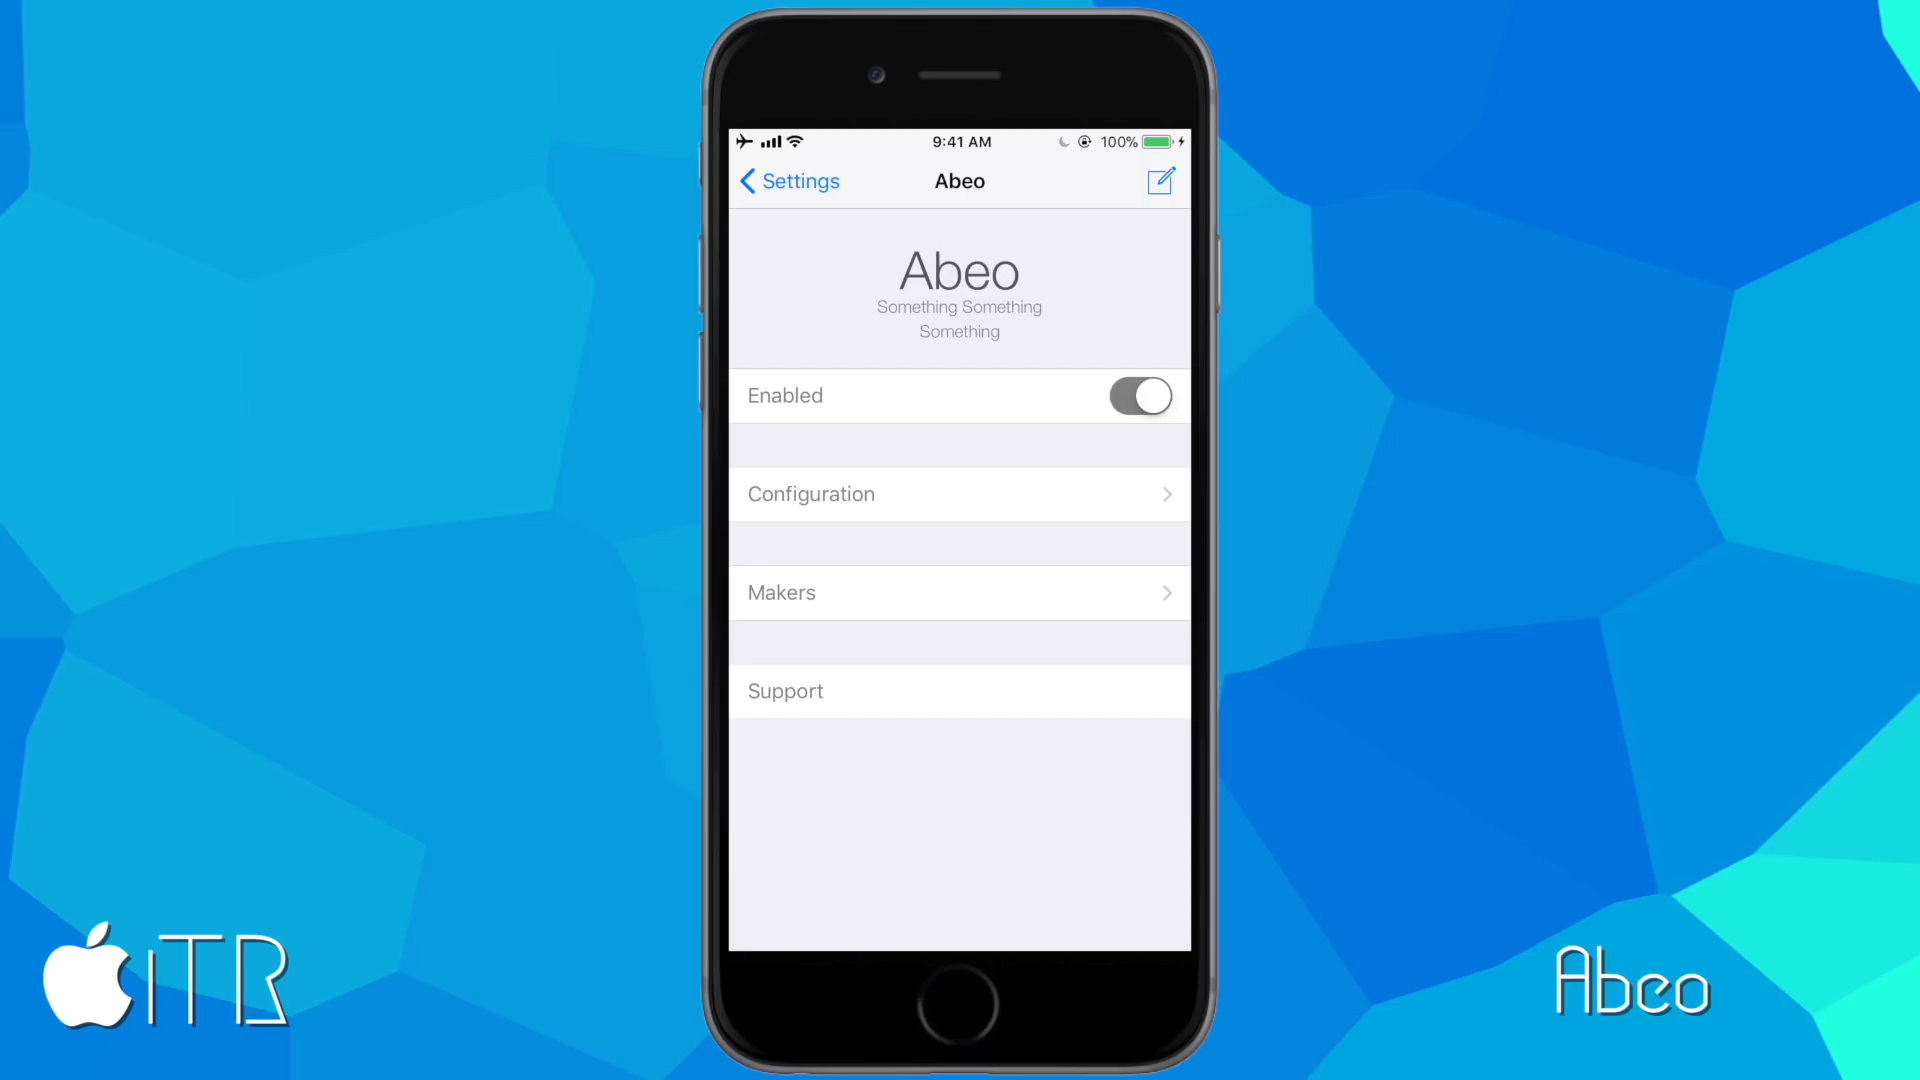 9:41 AM
100%
Settings
Abeo
Abeo
Something Something
Something
Enabled
Configuration
Makers
Support
iTR
Abeo